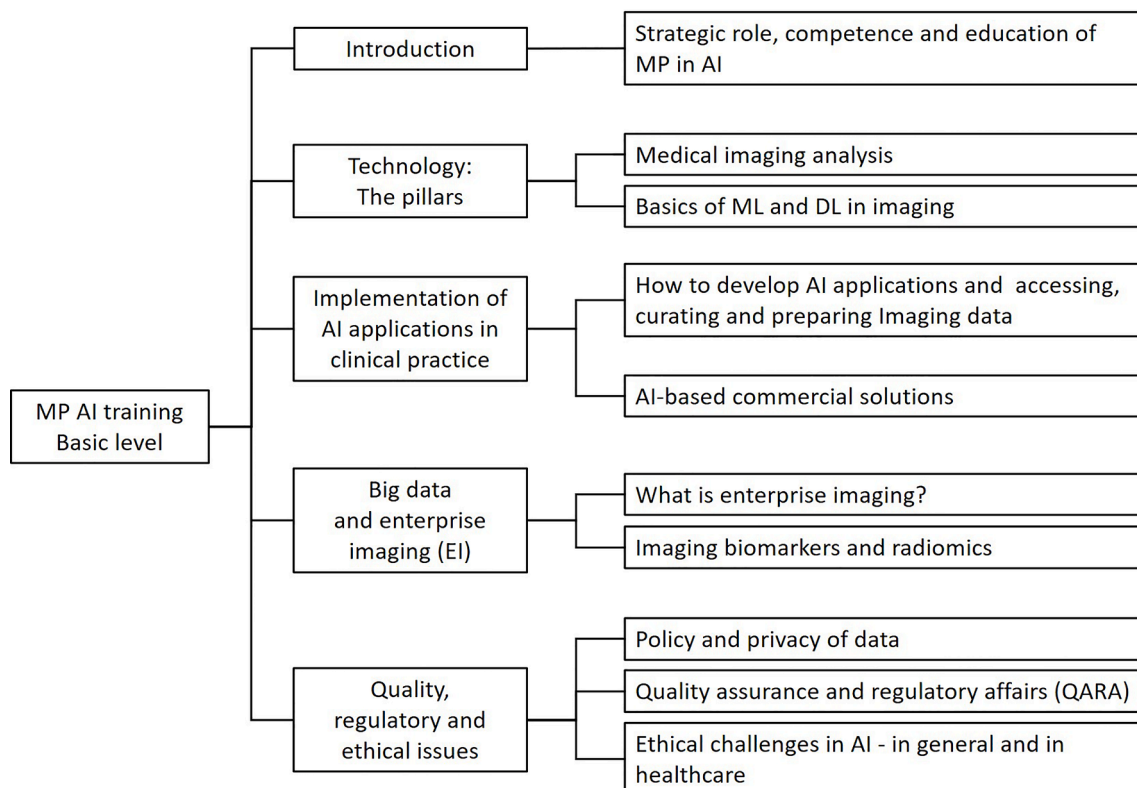 Introduction
Strategic role, competence and education of
MP in AI
Technology:
The pillars
Medical imaging analysis
Basics of ML and DL in imaging
Implementation of
AI applications in
clinical practice
How to develop AI applications and  accessing,
curating and preparing Imaging data
AI-based commercial solutions
MP AI training
Basic level
Big data
and enterprise
imaging (EI)
What is enterprise imaging?
Imaging biomarkers and radiomics
Quality,
regulatory and
ethical issues
Policy and privacy of data
Quality assurance and regulatory affairs (QARA)
Ethical challenges in AI - in general and in
healthcare